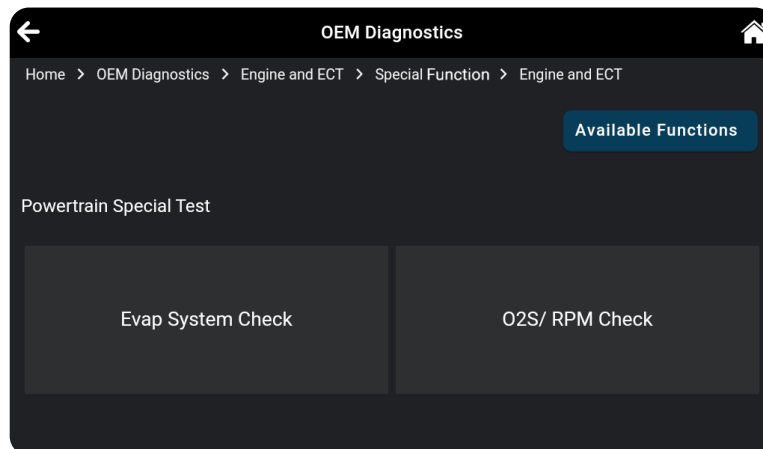 OEM Diagnostics
Home > OEM Diagnostics > Engine and ECT > Special Function > Engine and ECT
Available Functions
Powertrain Special Test
Evap System Check
O2S/ RPM Check